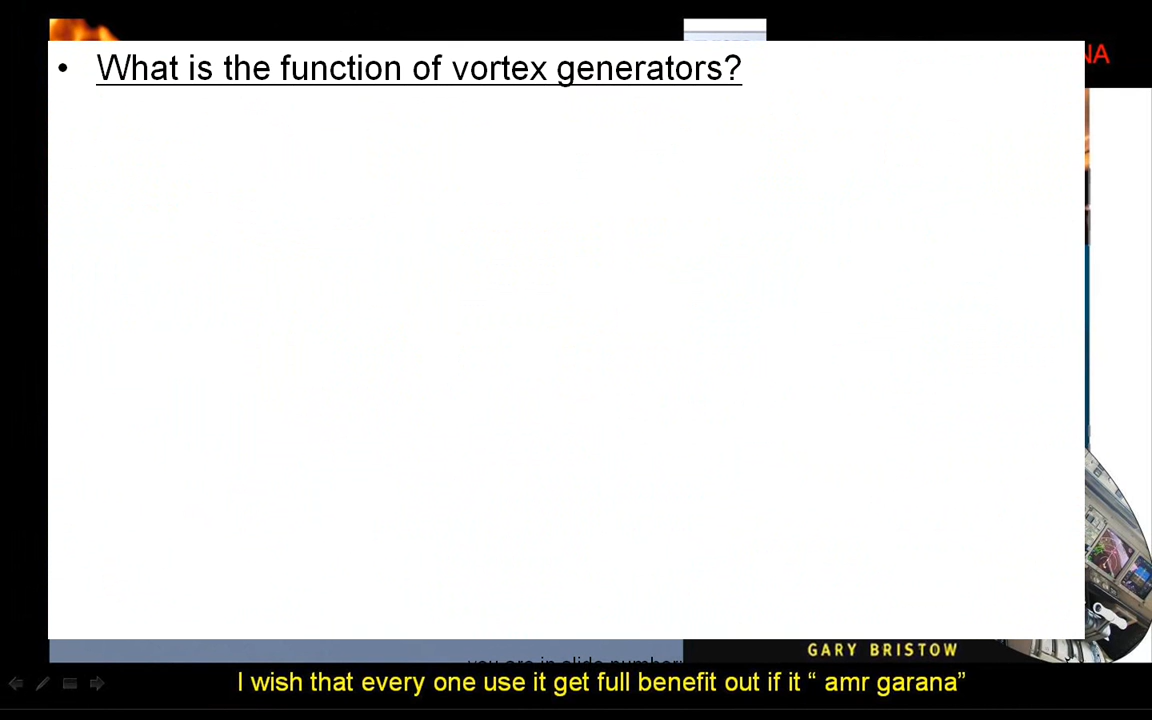 NA
• What is the function of vortex generators?
GARY BRISTOW
I wish that every one use it get full benefit out if it “ amr garana”